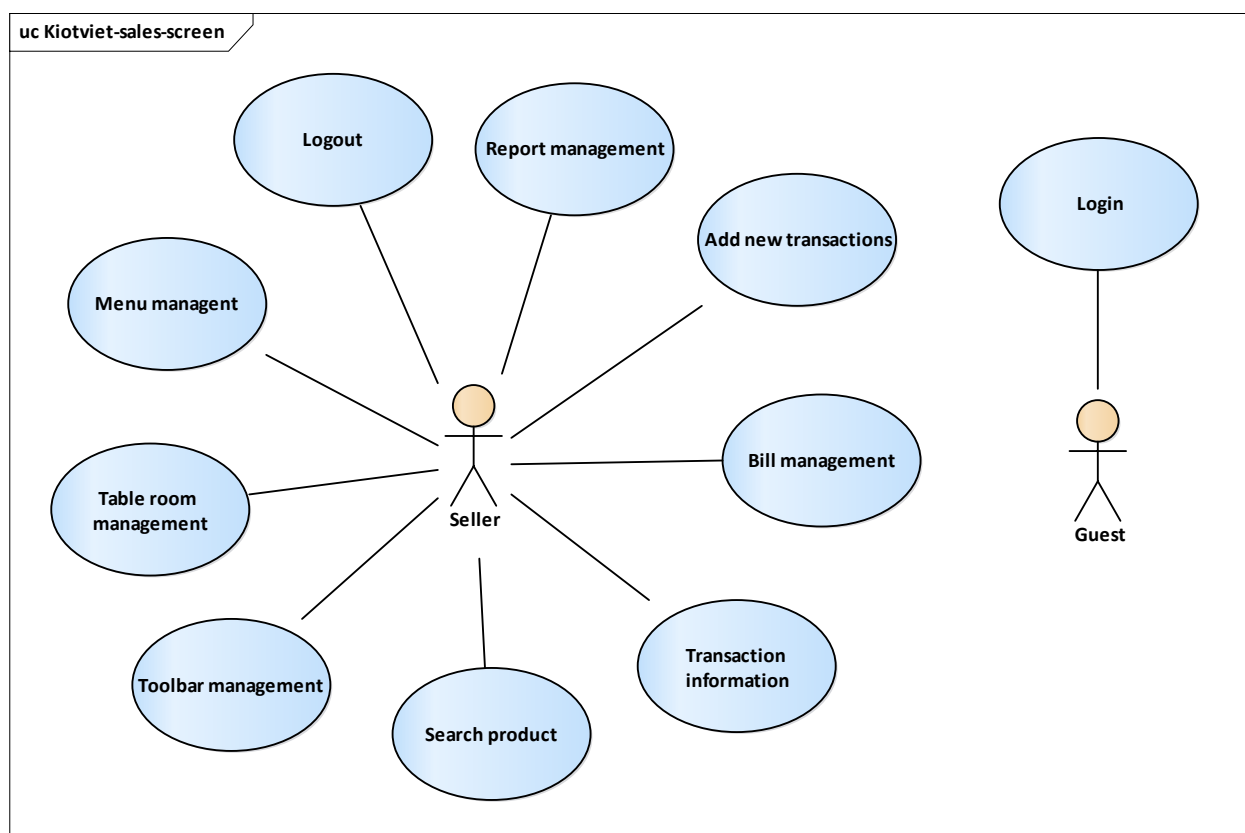 uc Kiotviet-sales-screen
Logout
Report management
Login
Add new transactions
Menu managent
Bill management
Table room
management
Seller
Guest
Transaction
information
Toolbar management
Search product